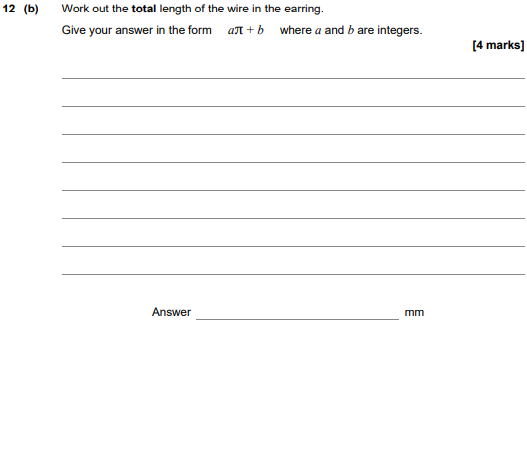 12 (b) Work out the total length of the wire in the earring.
Give your answer in the form aπ + b where a and b are integers.
[4 marks]
Answer mm